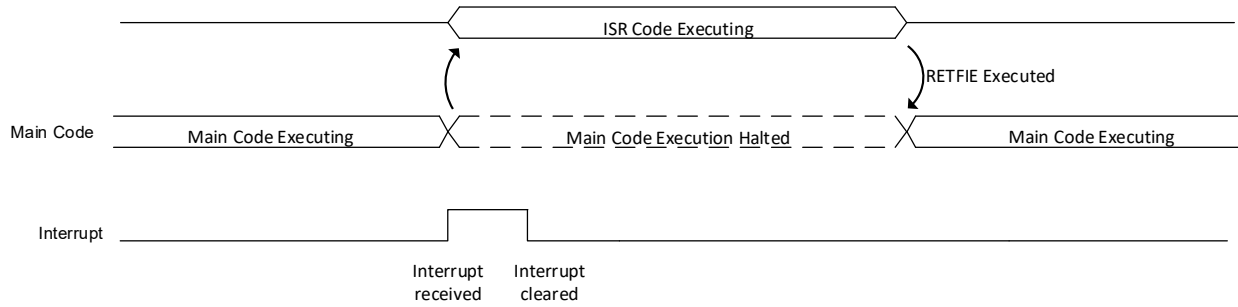 ISR Code Executing
RETFIE Executed
Main Code
Main Code Executing
Main Code Execution Halted
Main Code Executing
Interrupt
Interrupt
received
Interrupt
cleared